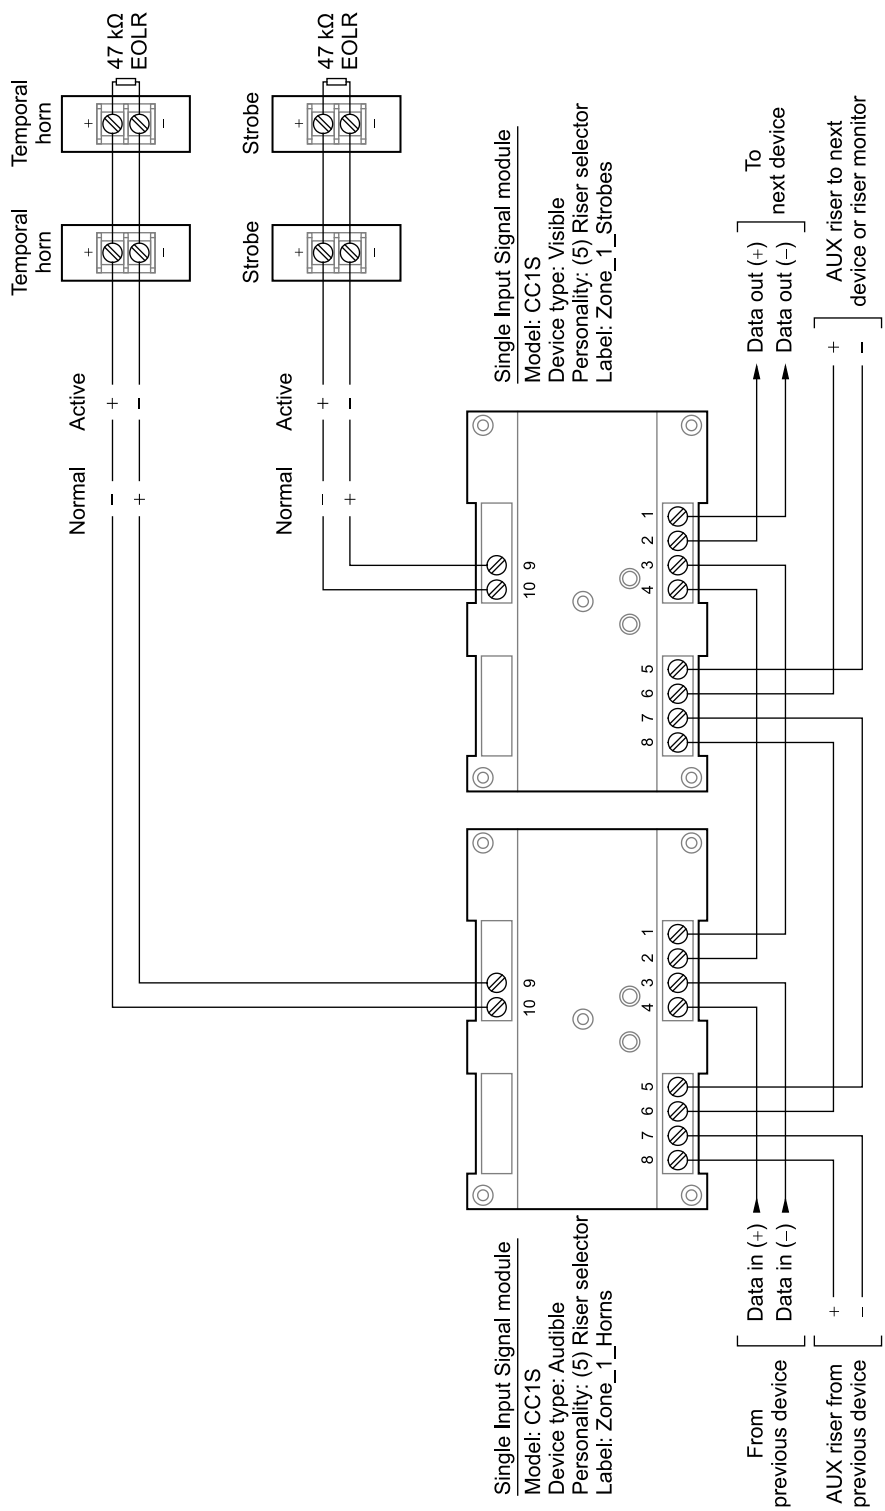 Temporal
horn
+
-
Temporal
horn
+
-
47 kΩ
EOLR
Normal
Active
-
+
+
-
Strobe
+
-
Strobe
+
-
47 kΩ
EOLR
Normal
Active
–
+
+
-
Single Input Signal module
Model: CC1S
Device type: Audible
Personality: (5) Riser selector
Label: Zone_1_Horns
10 9
8 7 6 5 4 3 2 1
Single Input Signal module
Model: CC1S
Device type: Visible
Personality: (5) Riser selector
Label: Zone_1_Strobes
10 9
8 7 6 5 4 3 2 1
From
previous device
Data in (+)
Data in (–)
Data out (+)
Data out (–)
To
next device
AUX riser from
previous device
+
–
+
–
AUX riser to next
device or riser monitor